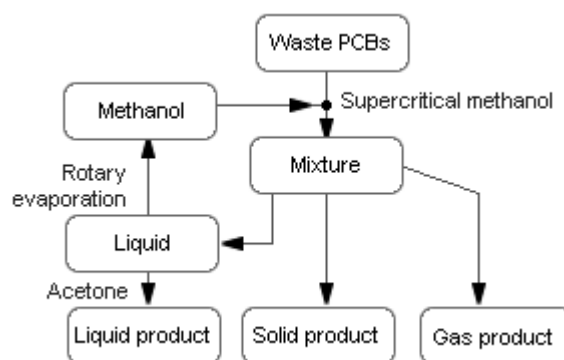 Waste PCBs
Methanol
Supercritical methanol
Mixture
Rotary
evaporation
Liquid
Acetone
Liquid product
Solid product
Gas product